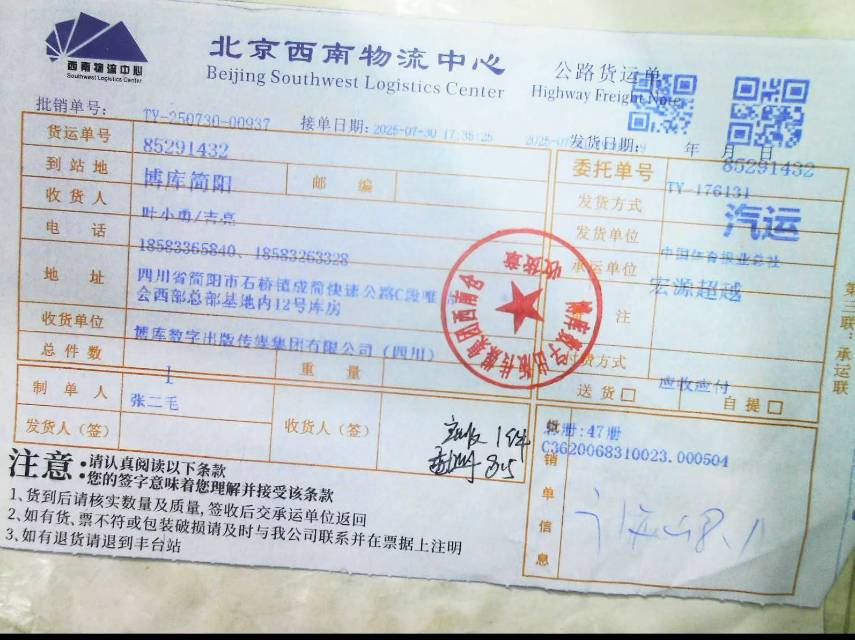 西南物流中心
Southwest Logistics Center
北京西南物流中心
Beijing Southwest Logistics Center
公路货运单
Highway Freight Note
批销单号: TY-250730-00937
接单日期: 2025-07-30 17:35:25
发货日期: 年 月 日
货运单号 85291432
委托单号 85291432
TY-176131
到站地 博库简阳 邮编
发货方式 汽运
收货人 叶小勇/吉亮
发货单位 中国体育报业总社
电话 18583365840、18583263328
承运单位 宏源超越
地址 四川省简阳市石桥镇成简快速公路C段唯
会西部总部基地内12号库房
注
收货单位 博库数字出版传媒集团有限公司(四川)
付货方式 应收应付
总件数 1 重量
送货□ 自提□
制单人 张二毛
发货人(签) 收货人(签)
实收1件
8.5
收货章
批销单信息
总册:47册
C3620068310023.000504
注意:
请认真阅读以下条款
您的签字意味着您理解并接受该条款
1、货到后请核实数量及质量,签收后交承运单位返回
2、如有货、票不符或包装破损请及时与我公司联系并在票据上注明
3、如有退货请退到丰台站
第二联:承运联